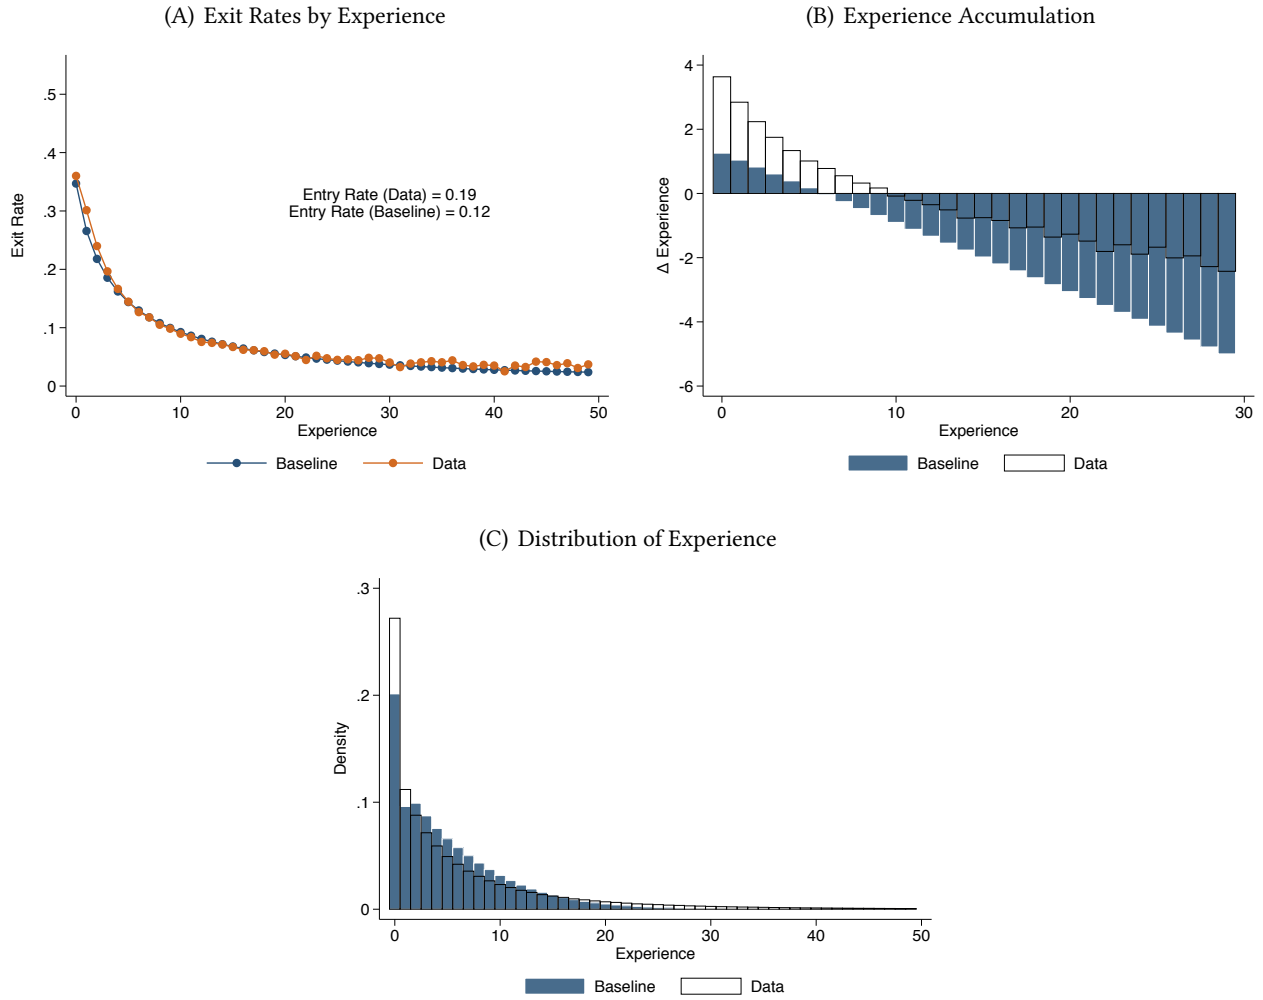 (A) Exit Rates by Experience
.5
.4
.3
.2
.1
0
Exit Rate
Entry Rate (Data) = 0.19
Entry Rate (Baseline) = 0.12
0 10 20 30 40 50
Experience
Baseline Data
(B) Experience Accumulation
4
2
0
-2
-4
-6
Δ Experience
0 10 20 30
Experience
Baseline Data
(C) Distribution of Experience
.3
.2
.1
0
Density
0 10 20 30 40 50
Experience
Baseline Data